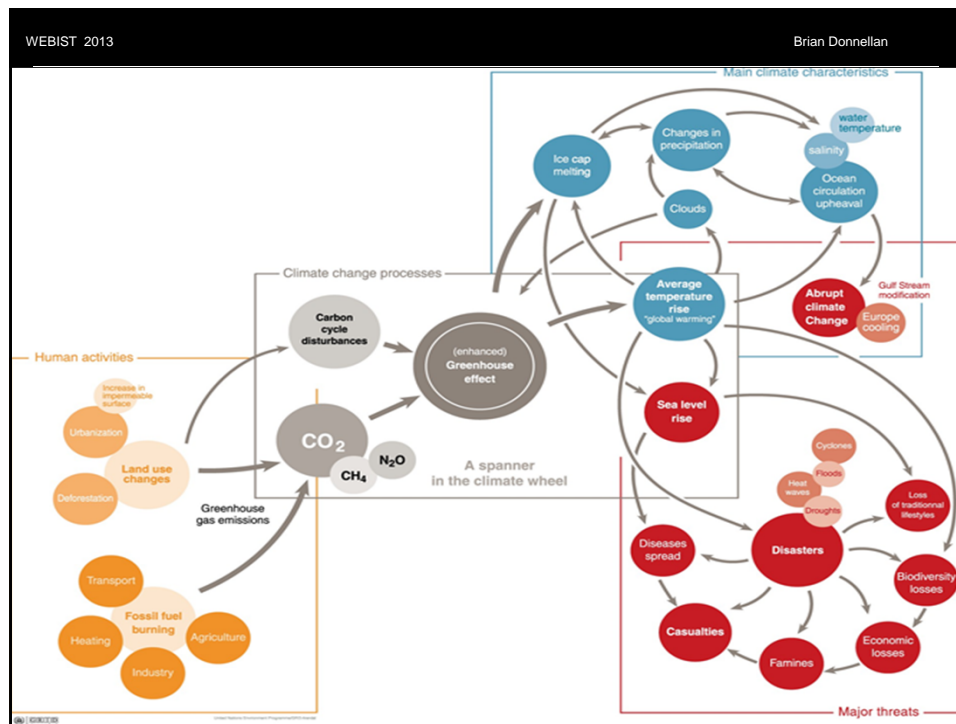 WEBIST 2013
Brian Donnellan
Main climate characteristics
water
temperature
salinity
Changes in
precipitation
Ice cap
melting
Ocean
circulation
upheaval
Clouds
Climate change processes
Average
temperature
rise
"global warming"
Gulf Stream
modification
Abrupt
climate
Change
Europe
cooling
Carbon
cycle
disturbances
(enhanced)
Greenhouse
effect
Human activities
Increase in
impermeable
surface
Urbanization
Land use
changes
Deforestation
CO₂
CH₄
N₂O
Sea level
rise
A spanner
in the climate wheel
Greenhouse
gas emissions
Cyclones
Floods
Heat
waves
Droughts
Loss
of traditionnal
lifestyles
Diseases
spread
Disasters
Biodiversity
losses
Transport
Fossil fuel
burning
Heating
Agriculture
Industry
Casualties
Famines
Economic
losses
Major threats